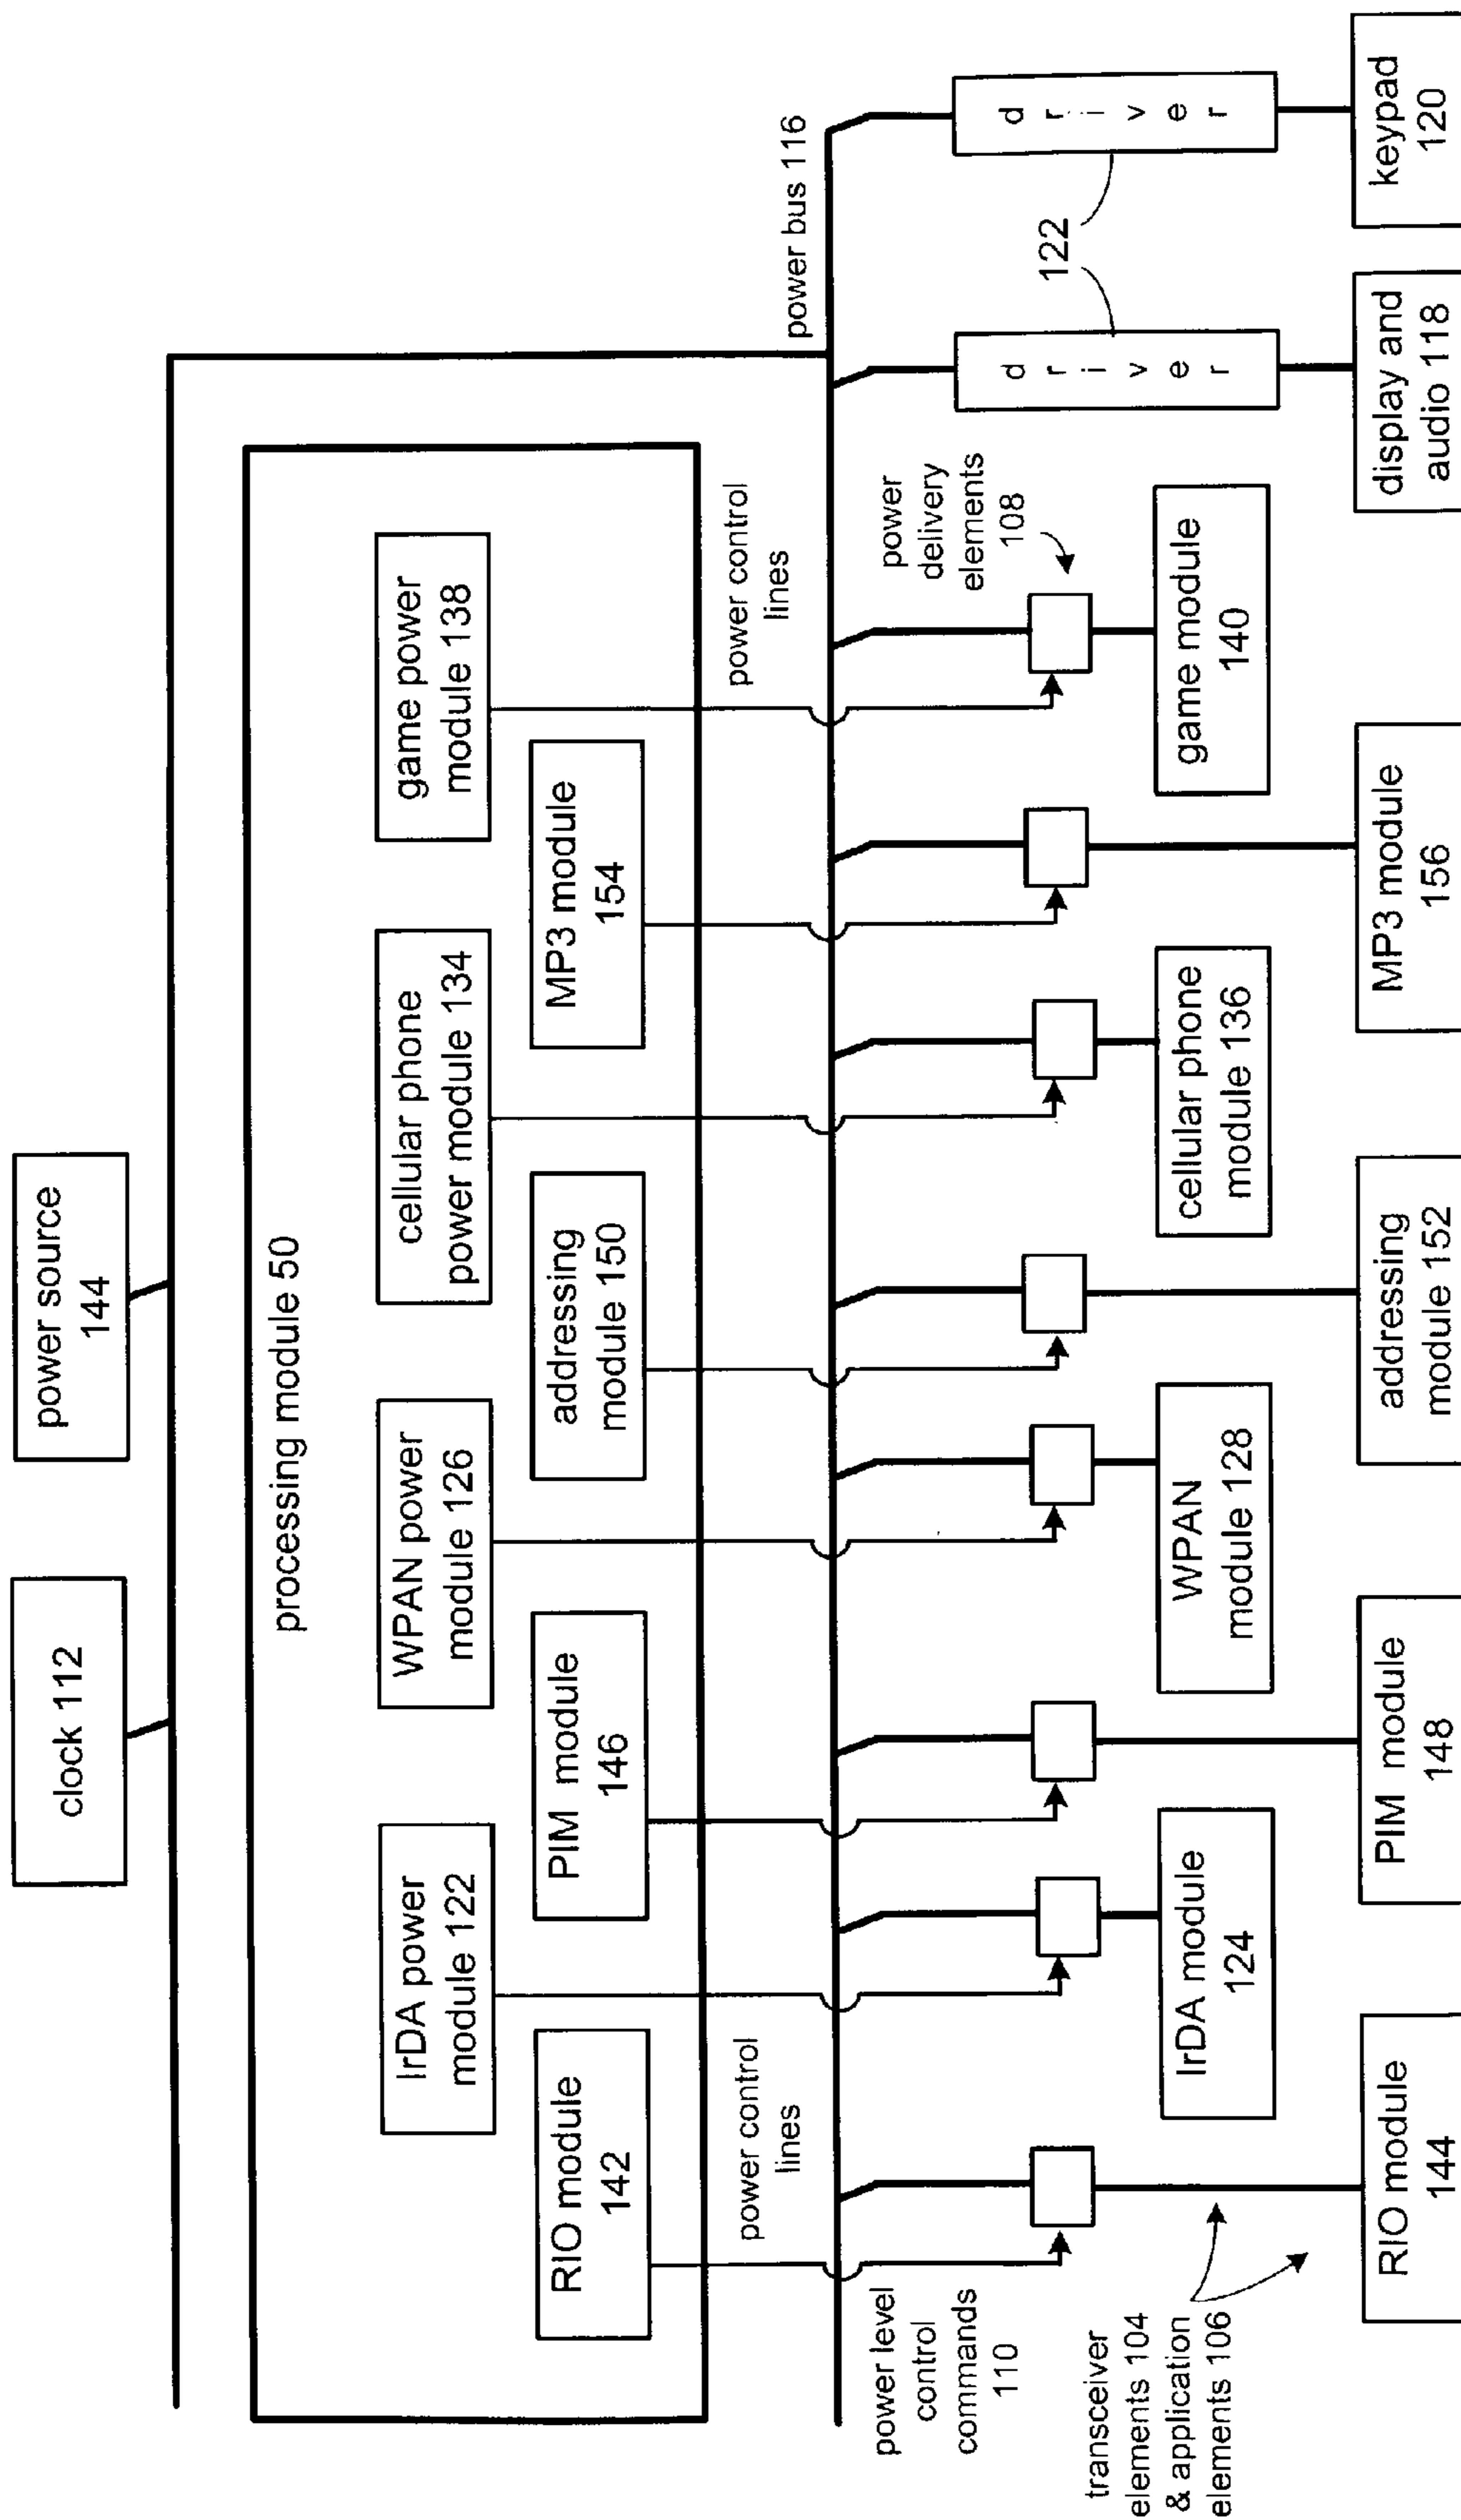 clock 112
power source
144
processing module 50
IrDA power
module 122
WPAN power
module 126
cellular phone
power module 134
game power
module 138
RIO module
142
PIM module
146
addressing
module 150
MP3 module
154
power control
lines
power control
lines
power bus 116
power level
control
commands
110
power
delivery
elements
108
driver
driver
122
transceiver
elements 104
& application
elements 106
IrDA module
124
WPAN
module 128
cellular phone
module 136
game module
140
RIO module
144
PIM module
148
addressing
module 152
MP3 module
156
display and
audio 118
keypad
120